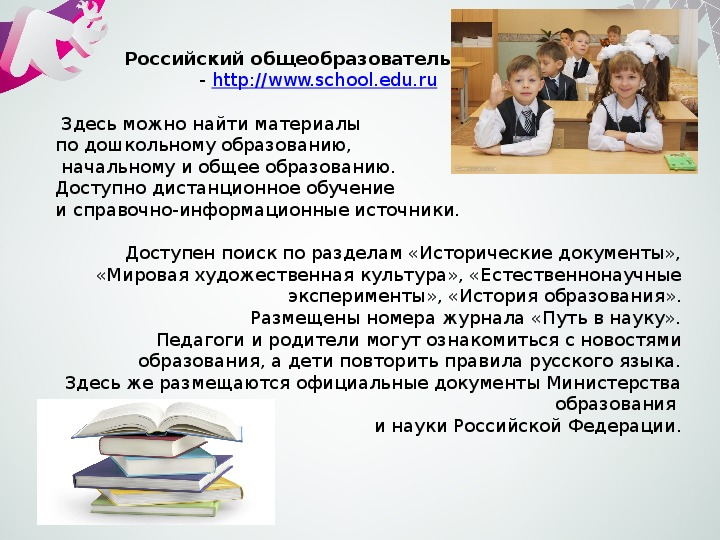 Российский общеобразователь
- http://www.school.edu.ru
Здесь можно найти материалы
по дошкольному образованию,
начальному и общее образованию.
Доступно дистанционное обучение
и справочно-информационные источники.
Доступен поиск по разделам «Исторические документы»,
«Мировая художественная культура», «Естественнонаучные
эксперименты», «История образования».
Размещены номера журнала «Путь в науку».
Педагоги и родители могут ознакомиться с новостями
образования, а дети повторить правила русского языка.
Здесь же размещаются официальные документы Министерства
образования
и науки Российской Федерации.